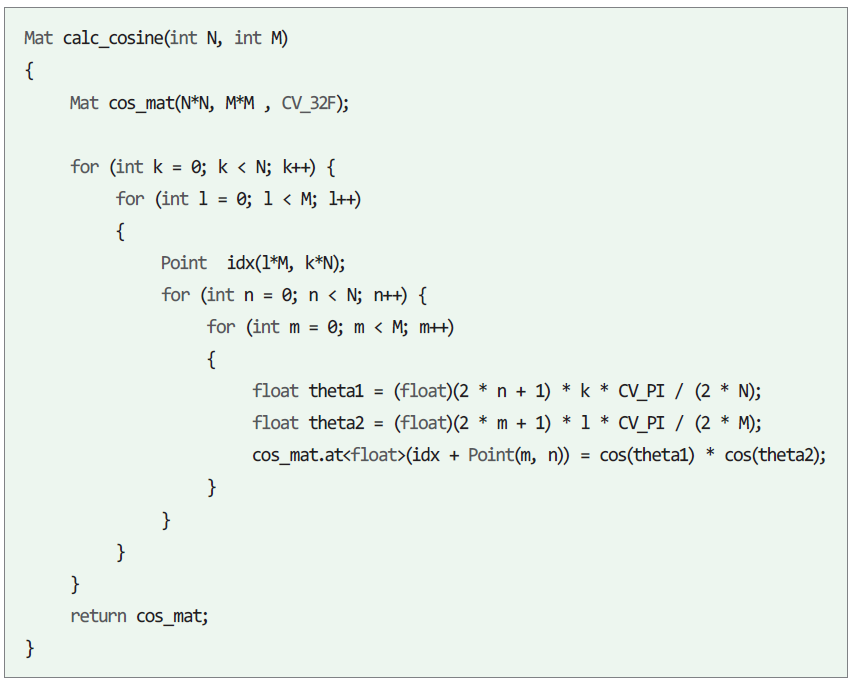 Mat calc_cosine(int N, int M)
{
Mat cos_mat(N*N, M*M , CV_32F);
for (int k = 0; k < N; k++) {
for (int l = 0; l < M; l++)
{
Point  idx(l*M, k*N);
for (int n = 0; n < N; n++) {
for (int m = 0; m < M; m++)
{
float theta1 = (float)(2 * n + 1) * k * CV_PI / (2 * N);
float theta2 = (float)(2 * m + 1) * l * CV_PI / (2 * M);
cos_mat.at<float>(idx + Point(m, n)) = cos(theta1) * cos(theta2);
}
}
}
}
return cos_mat;
}